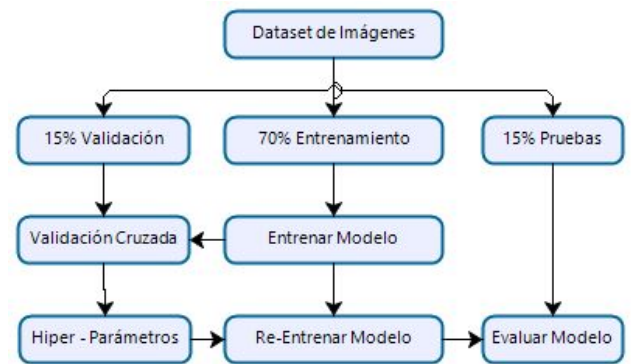 Dataset de Imágenes
15% Validación
70% Entrenamiento
15% Pruebas
Validación Cruzada
Entrenar Modelo
Hiper - Parámetros
Re-Entrenar Modelo
Evaluar Modelo